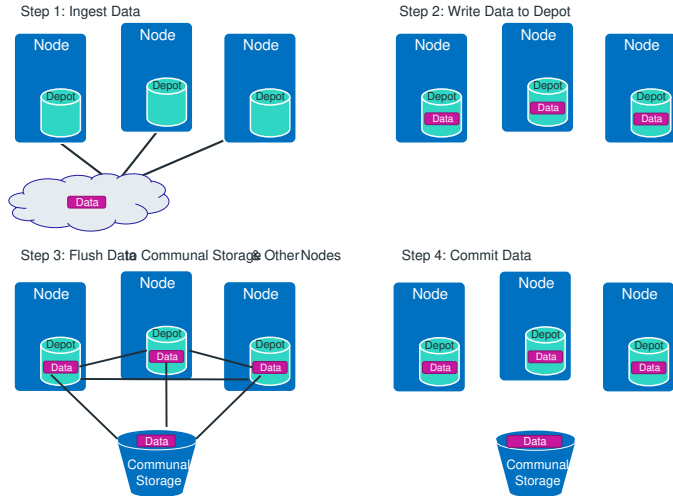 Step 1: Ingest Data
Node
Node
Node
Depot
Depot
Depot
Data
Step 2: Write Data to Depot
Node
Node
Node
Depot
Depot
Depot
Data
Data
Data
Step 3: Flush Data to Communal Storage & Other Nodes
Node
Node
Node
Depot
Depot
Depot
Data
Data
Data
Data
Communal
Storage
Step 4: Commit Data
Node
Node
Node
Depot
Depot
Depot
Data
Data
Data
Data
Communal
Storage